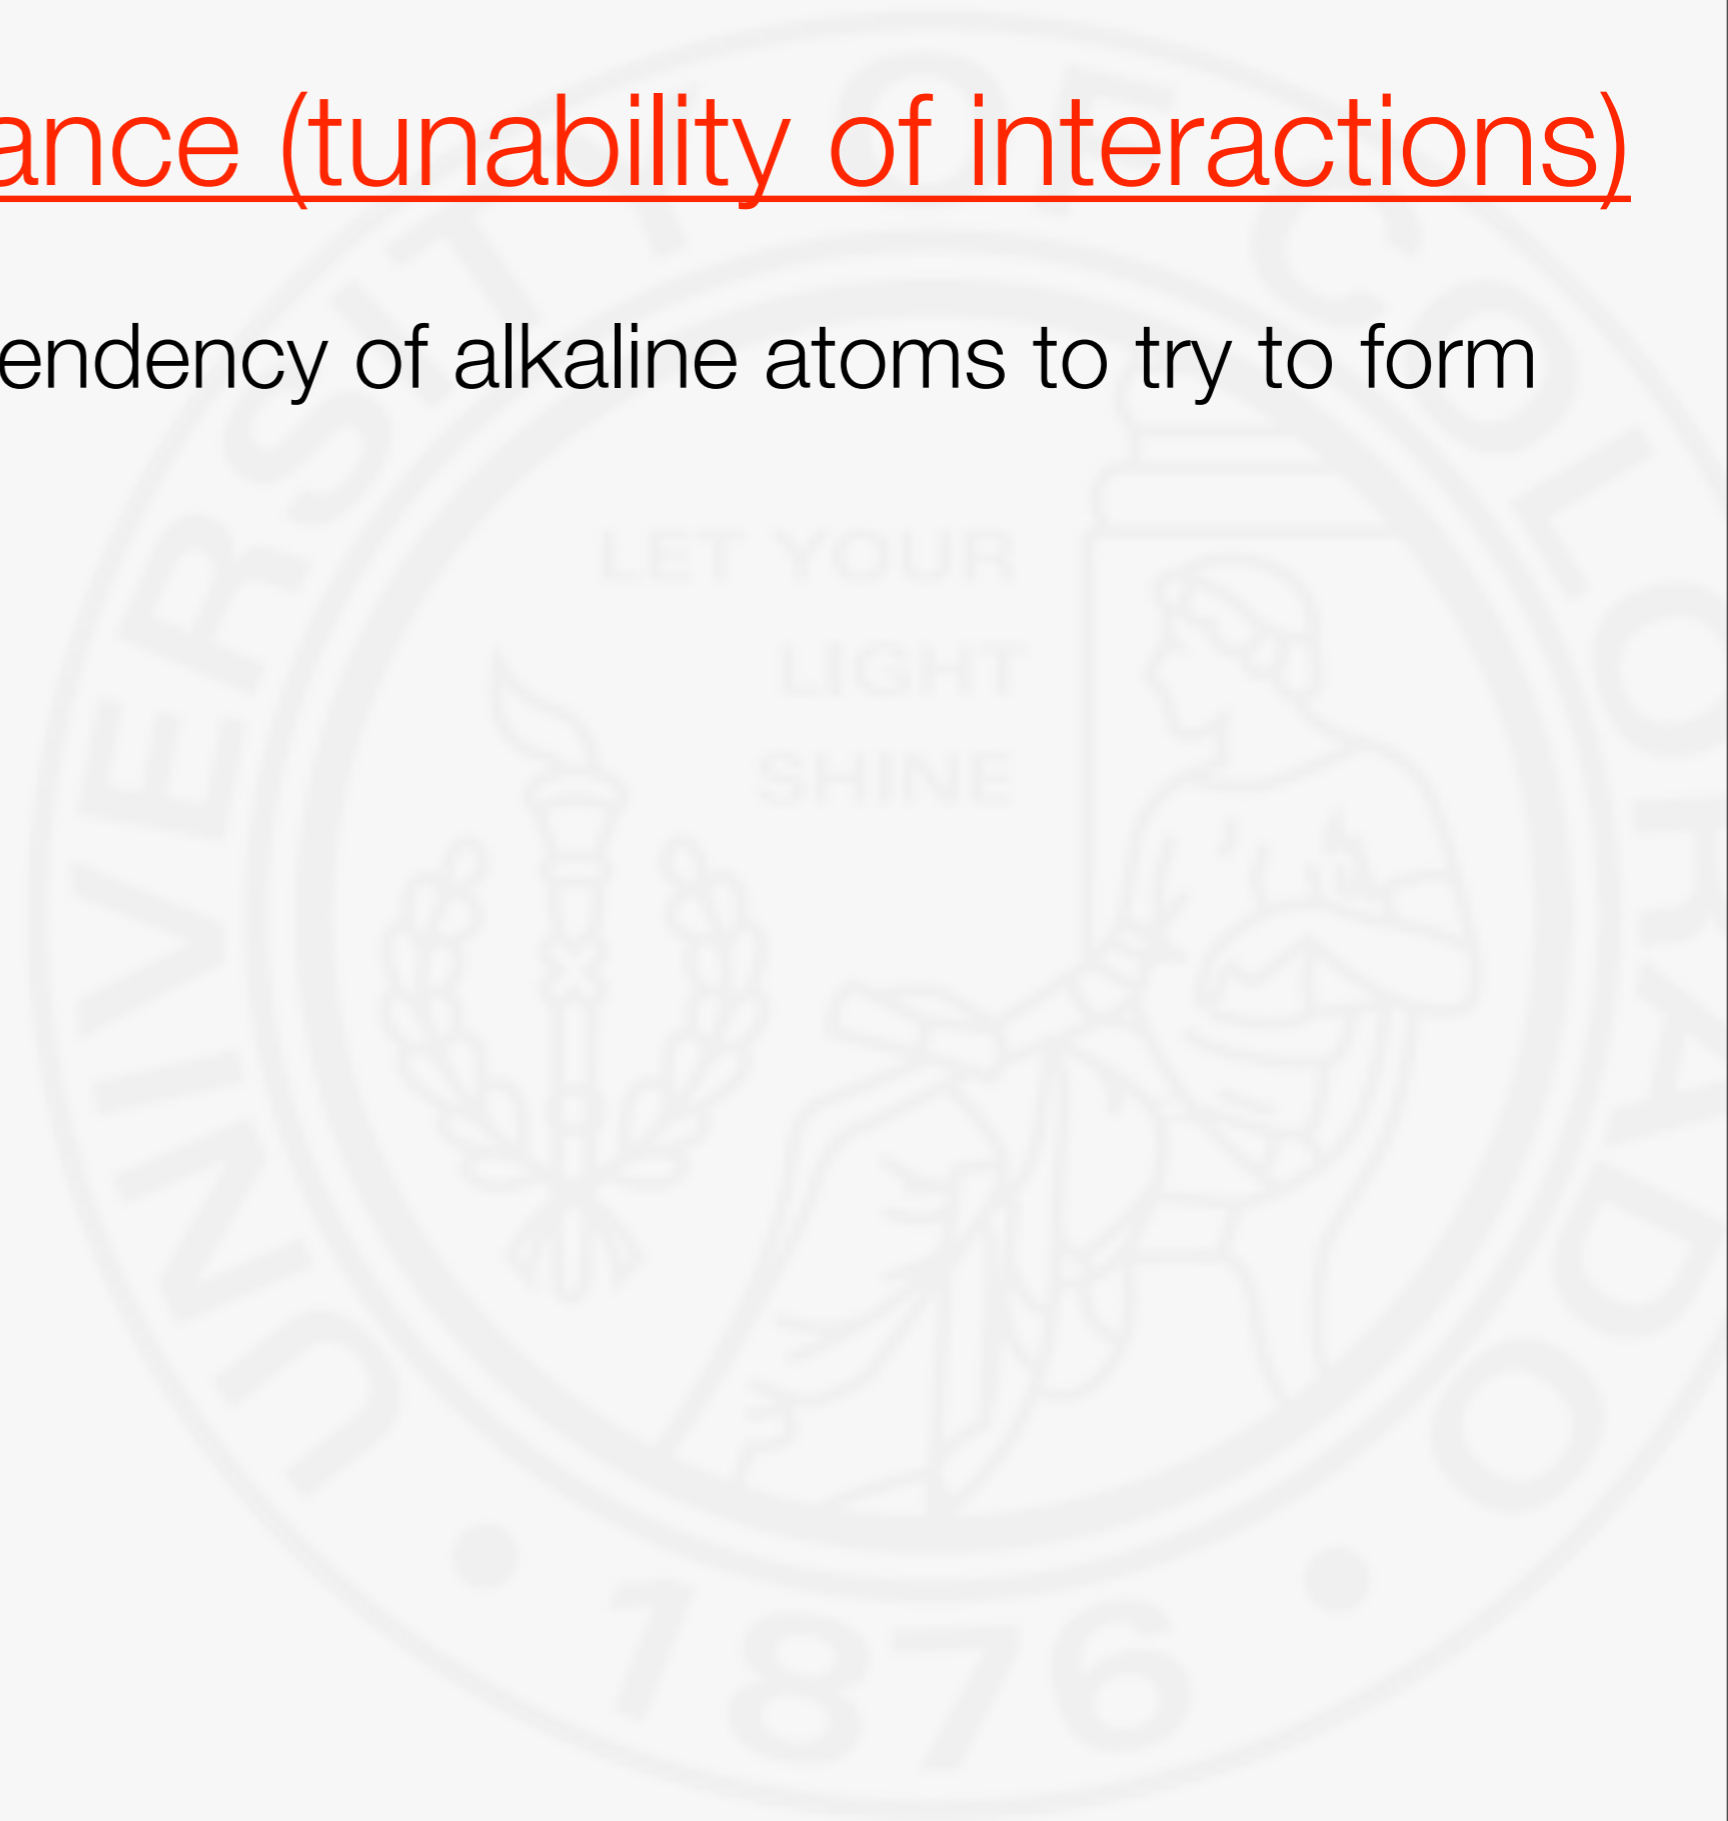 ance (tunability of interactions)
endency of alkaline atoms to try to form
UNIVERSITY OF COLORADO
LET YOUR
LIGHT
SHINE
1876